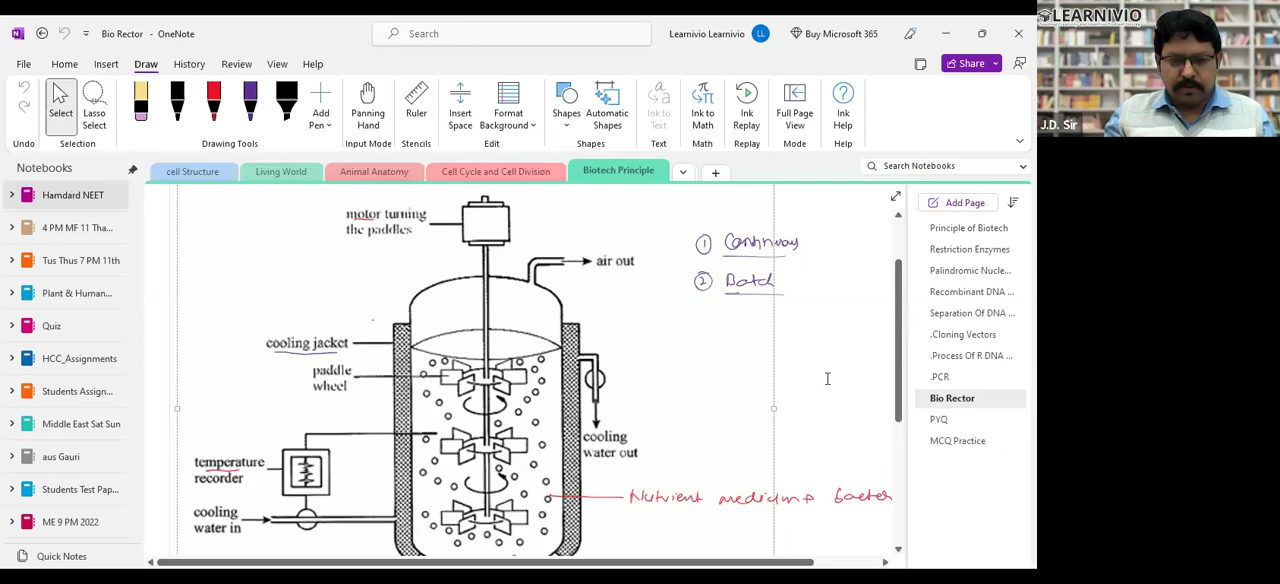 Bio Rector - OneNote
Search
Learnivio Learnivio
LL
Buy Microsoft 365
LEARNIVIO
File
Home
Insert
Draw
History
Review
View
Help
Share
Select
Lasso Select
Add Pen
Panning Hand
Ruler
Insert Space
Format Background
Shapes
Automatic Shapes
Ink to Text
Ink to Math
Ink Replay
Full Page View
Ink Help
Undo
Selection
Drawing Tools
Input Mode
Stencils
Edit
Shapes
Text
Math
Replay
Mode
Help
J.D. Sir
Notebooks
cell Structure
Living World
Animal Anatomy
Cell Cycle and Cell Division
Biotech Principle
Search Notebooks
Hamdard NEET
4 PM MF 11 Tha...
Tus Thus 7 PM 11th
Plant & Human...
Quiz
HCC_Assignments
Students Assign...
Middle East Sat Sun
aus Gauri
Students Test Pap...
ME 9 PM 2022
Quick Notes
motor turning
the paddles
air out
cooling jacket
paddle
wheel
temperature
recorder
cooling
water in
cooling
water out
1
2 Batch
Nutrient medium + bacter
Add Page
Principle of Biotech
Restriction Enzymes
Palindromic Nucle...
Recombinant DNA ...
Separation Of DNA ...
.Cloning Vectors
.Process Of R DNA ...
.PCR
Bio Rector
PYQ
MCQ Practice